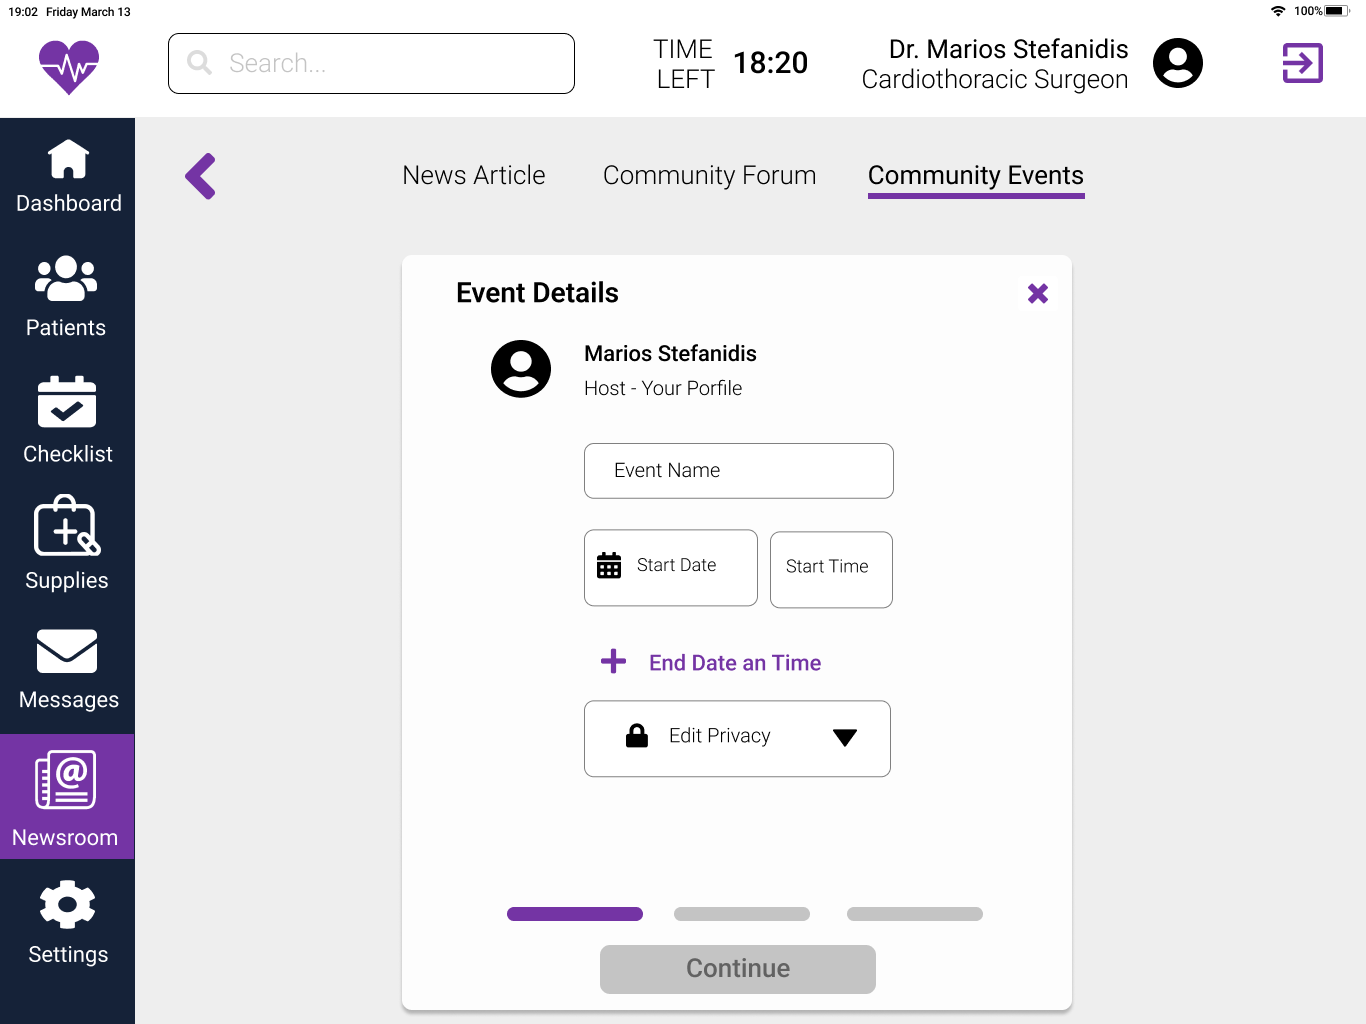 19:02 Friday March 13
100%
Search...
TIME
LEFT
18:20
Dr. Marios Stefanidis
Cardiothoracic Surgeon
Dashboard
Patients
Checklist
Supplies
Messages
Newsroom
Settings
News Article
Community Forum
Community Events
Event Details
Marios Stefanidis
Host - Your Porfile
Event Name
Start Date
Start Time
End Date an Time
Edit Privacy
Continue